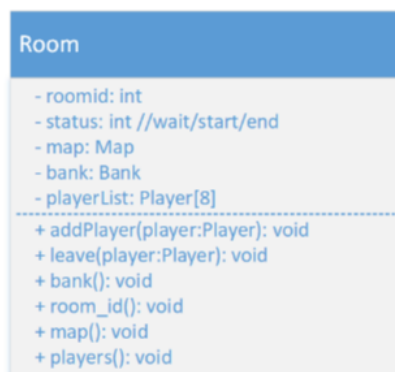 Room
- roomid: int
- status: int //wait/start/end
- map: Map
- bank: Bank
- playerList: Player[8]
+ addPlayer(player:Player): void
+ leave(player:Player): void
+ bank(): void
+ room_id(): void
+ map(): void
+ players(): void